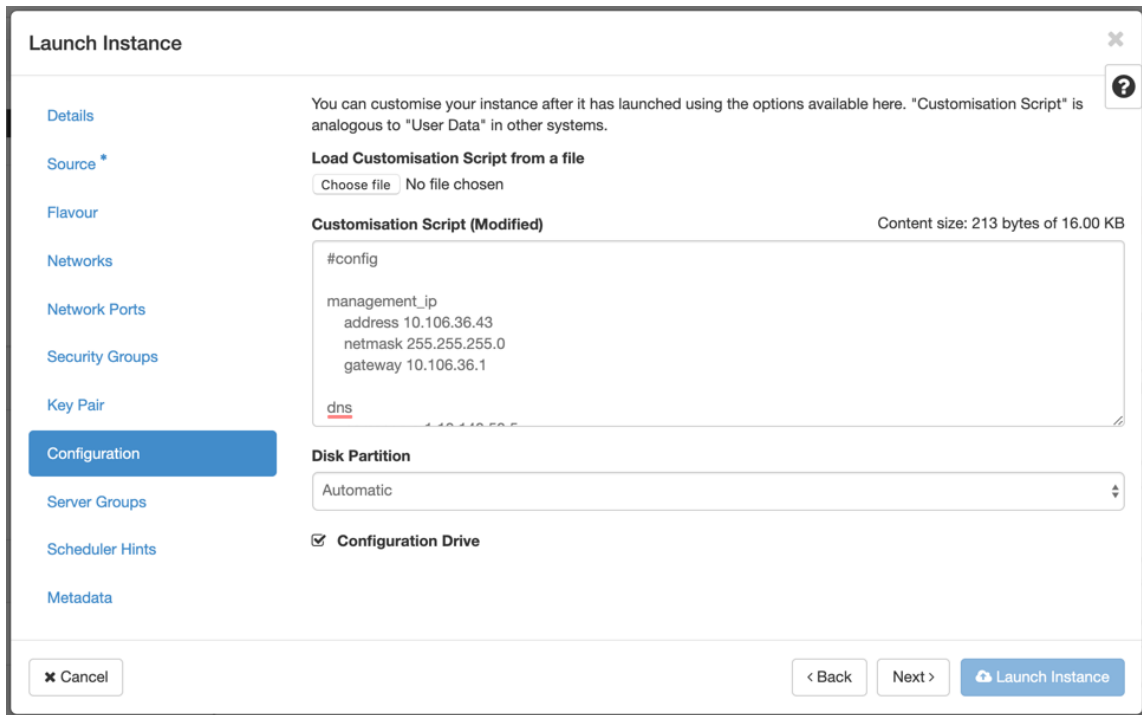 Launch Instance
Details
Source *
Flavour
Networks
Network Ports
Security Groups
Key Pair
Configuration
Server Groups
Scheduler Hints
Metadata
You can customise your instance after it has launched using the options available here. "Customisation Script" is
analogous to "User Data" in other systems.
Load Customisation Script from a file
Choose file No file chosen
Customisation Script (Modified) Content size: 213 bytes of 16.00 KB
#config
management_ip
address 10.106.36.43
netmask 255.255.255.0
gateway 10.106.36.1
dns
Disk Partition
Automatic
Configuration Drive
Cancel
< Back
Next >
Launch Instance